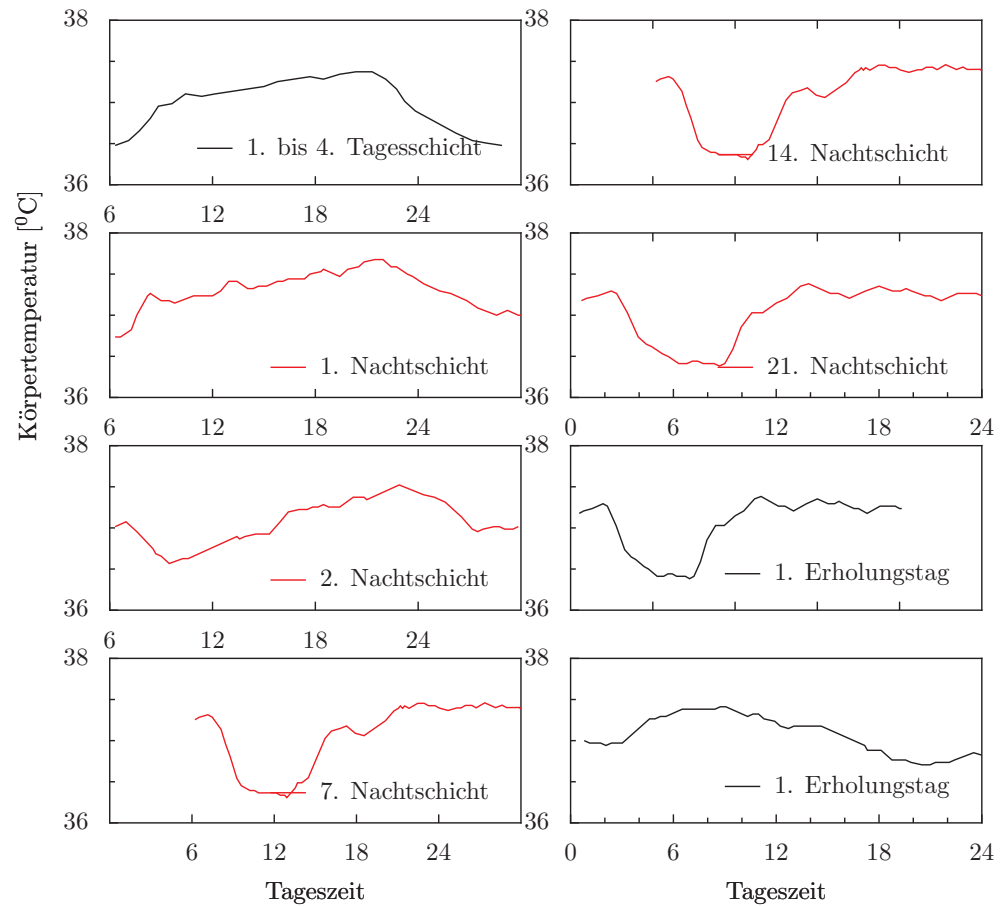 Körpertemperatur [⁰C]
38
36
6 12 18 24
1. bis 4. Tagesschicht
38
36
6 12 18 24
1. Nachtschicht
38
36
6 12 18 24
2. Nachtschicht
38
36
6 12 18 24
7. Nachtschicht
Tageszeit
38
36
14. Nachtschicht
38
36
0 6 12 18 24
21. Nachtschicht
38
36
1. Erholungstag
38
36
0 6 12 18 24
1. Erholungstag
Tageszeit